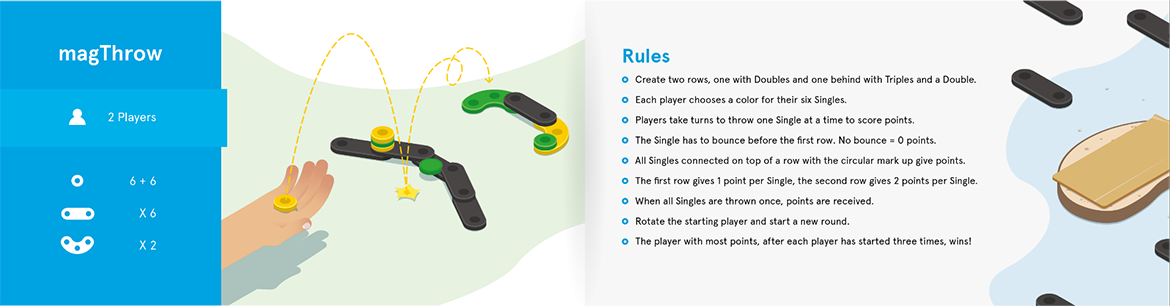 magThrow
2 Players
6 + 6
X 6
X 2
Rules
Create two rows, one with Doubles and one behind with Triples and a Double.
Each player chooses a color for their six Singles.
Players take turns to throw one Single at a time to score points.
The Single has to bounce before the first row. No bounce = 0 points.
All Singles connected on top of a row with the circular mark up give points.
The first row gives 1 point per Single, the second row gives 2 points per Single.
When all Singles are thrown once, points are received.
Rotate the starting player and start a new round.
The player with most points, after each player has started three times, wins!